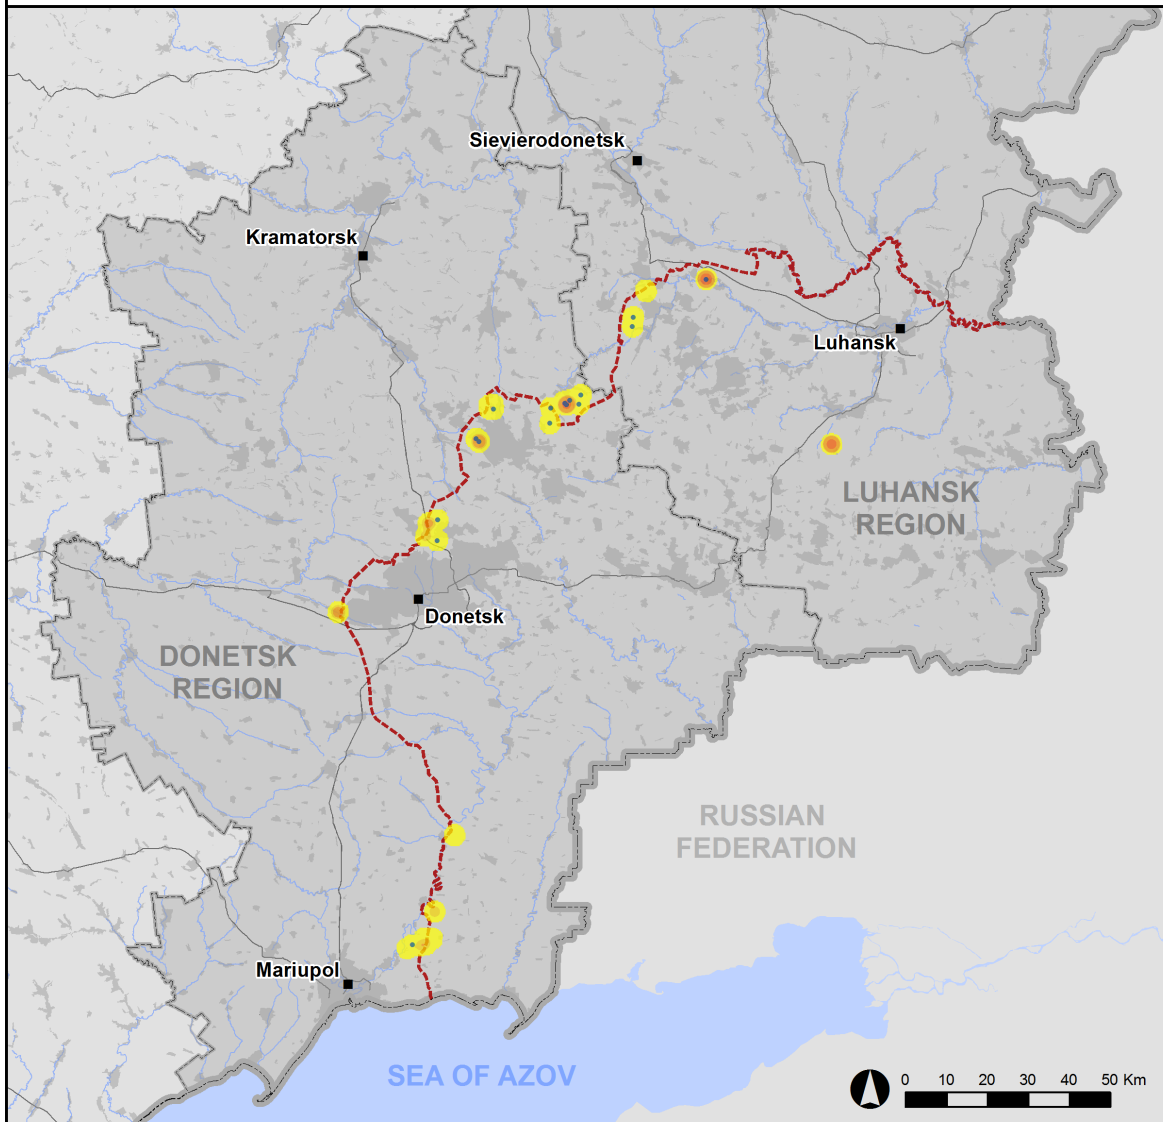 Sievierodonetsk
Kramatorsk
Luhansk
LUHANSK
REGION
Donetsk
DONETSK
REGION
RUSSIAN
FEDERATION
Mariupol
SEA OF AZOV
0 10 20 30 40 50 Km